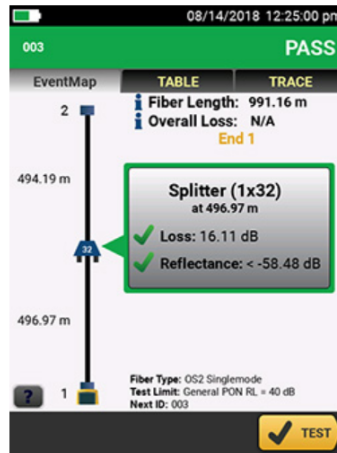 08/14/2018 12:25:00 pm
003
PASS
EventMap
TABLE
TRACE
2
i Fiber Length: 991.16 m
i Overall Loss: N/A
End 1
494.19 m
Splitter (1x32)
at 496.97 m
32
Loss: 16.11 dB
Reflectance: < -58.48 dB
496.97 m
Fiber Type: OS2 Singlemode
Test Limit: General PON RL = 40 dB
Next ID: 003
?
1
TEST